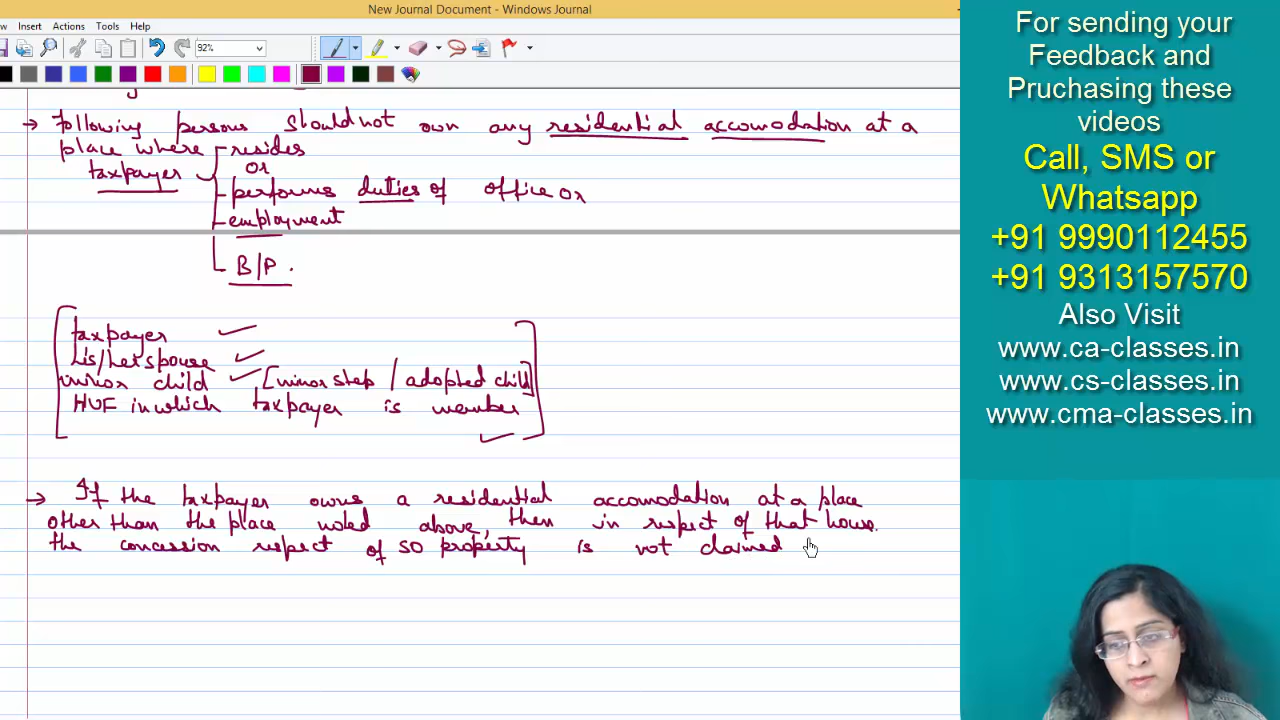 New Journal Document - Windows Journal
Insert Actions Tools Help
92%
→ Following persons should not own any residential accomodation at a
place where resides
taxpayer or
performs duties of office or
employment
B/P.
taxpayer ✓
his/her spouse ✓
minor child ✓ [minor step / adopted child]
HUF in which taxpayer is member ✓
→ If the taxpayer owns a residential accomodation at a place
other than the place noted above, then in respect of that house.
the concession respect of SO property is not claimed
For sending your
Feedback and
Pruchasing these
videos
Call, SMS or
Whatsapp
+91 9990112455
+91 9313157570
Also Visit
www.ca-classes.in
www.cs-classes.in
www.cma-classes.in